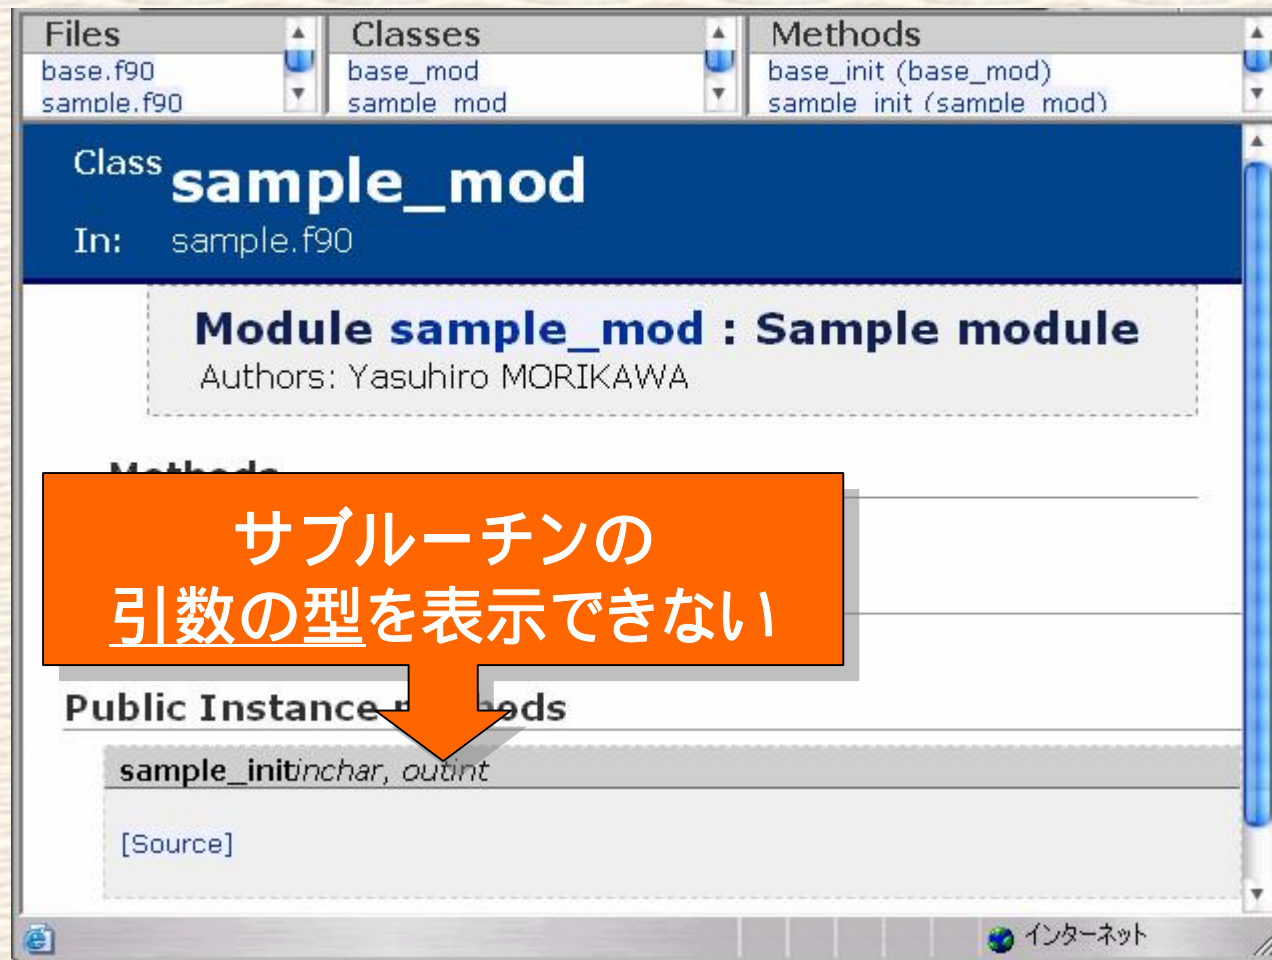 Files
base.f90
sample.f90
Classes
base_mod
sample_mod
Methods
base_init (base_mod)
sample_init (sample_mod)
Class sample_mod
In: sample.f90
Module sample_mod : Sample module
Authors: Yasuhiro MORIKAWA
Methods
サブルーチンの
引数の型を表示できない
Public Instance methods
sample_initinchar, outint
[Source]
インターネット